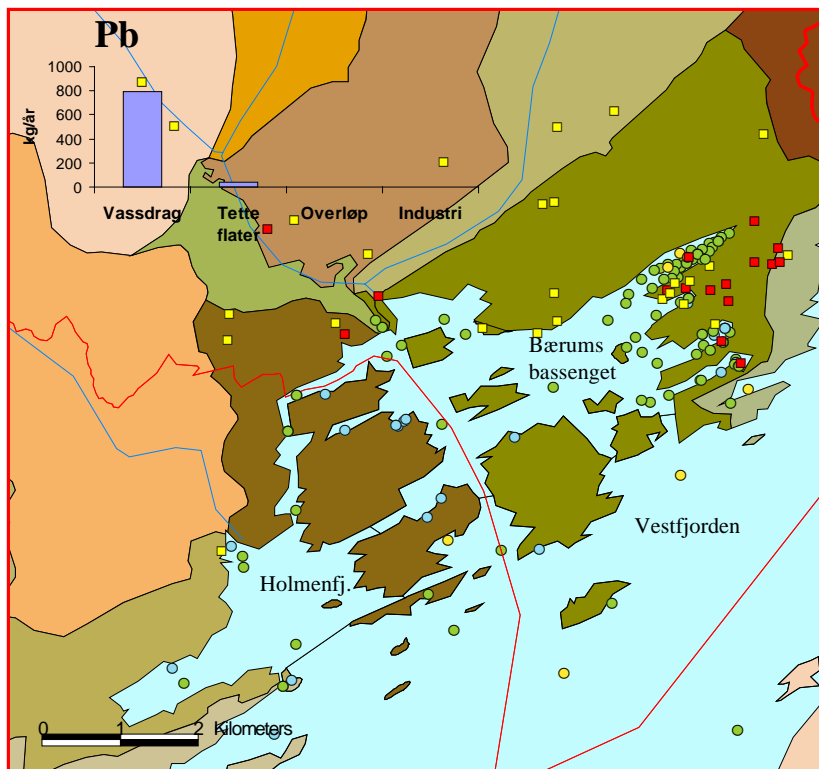 Pb
1000
800
600
400
200
0
kg/år
Vassdrag
Tette
flater
Overløp
Industri
Bærums
bassenget
Vestfjorden
Holmenfj.
0 1 2 Kilometers